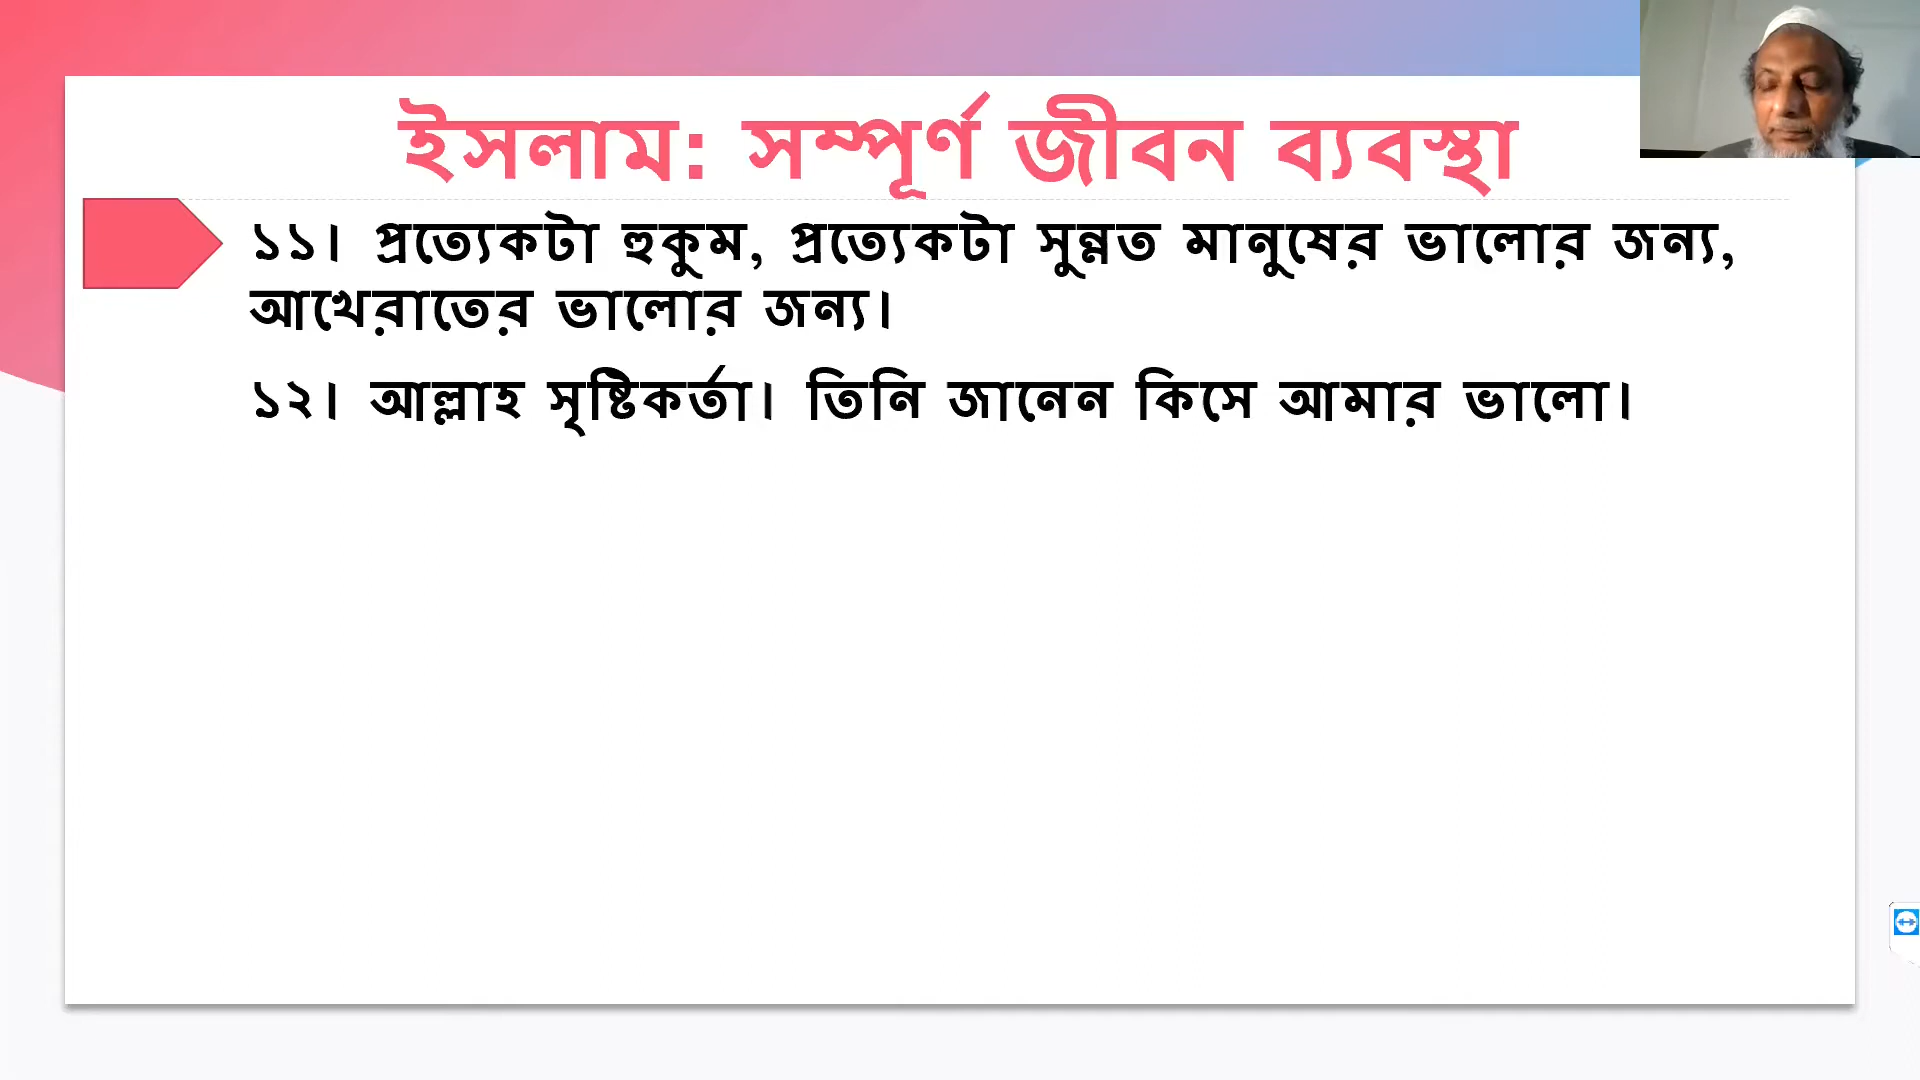 ইসলাম: সম্পূর্ণ জীবন ব্যবস্থা
১১। প্রত্যেকটা হুকুম, প্রত্যেকটা সুন্নত মানুষের ভালোর জন্য,
আখেরাতের ভালোর জন্য।
১২। আল্লাহ সৃষ্টিকর্তা। তিনি জানেন কিসে আমার ভালো।